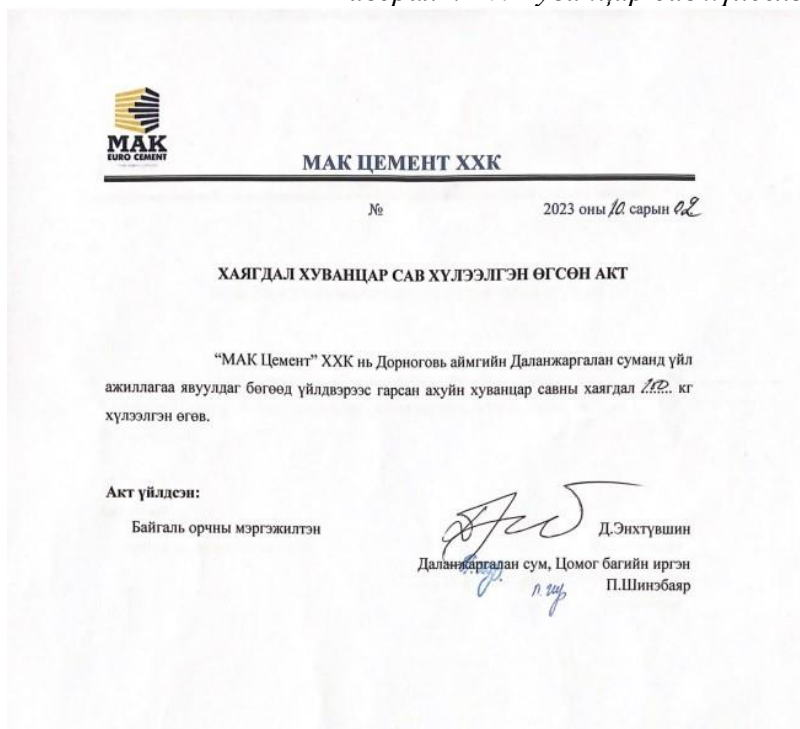 МАК
EURO CEMENT
МАК ЦЕМЕНТ ХХК
№ 2023 оны 10. сарын 02
ХАЯГДАЛ ХУВАНЦАР САВ ХҮЛЭЭЛГЭН ӨГСӨН АКТ
“МАК Цемент” ХХК нь Дорноговь аймгийн Даланжаргалан суманд үйл
ажиллагаа явуулдаг бөгөөд үйлдвэрээс гарсан ахуйн хуванцар савны хаягдал кг
хүлээлгэн өгөв.
Акт үйлдсэн:
Байгаль орчны мэргэжилтэн Д.Энхтүвшин
Даланжаргалан сум, Цомог багийн иргэн
П.Шинэбаяр